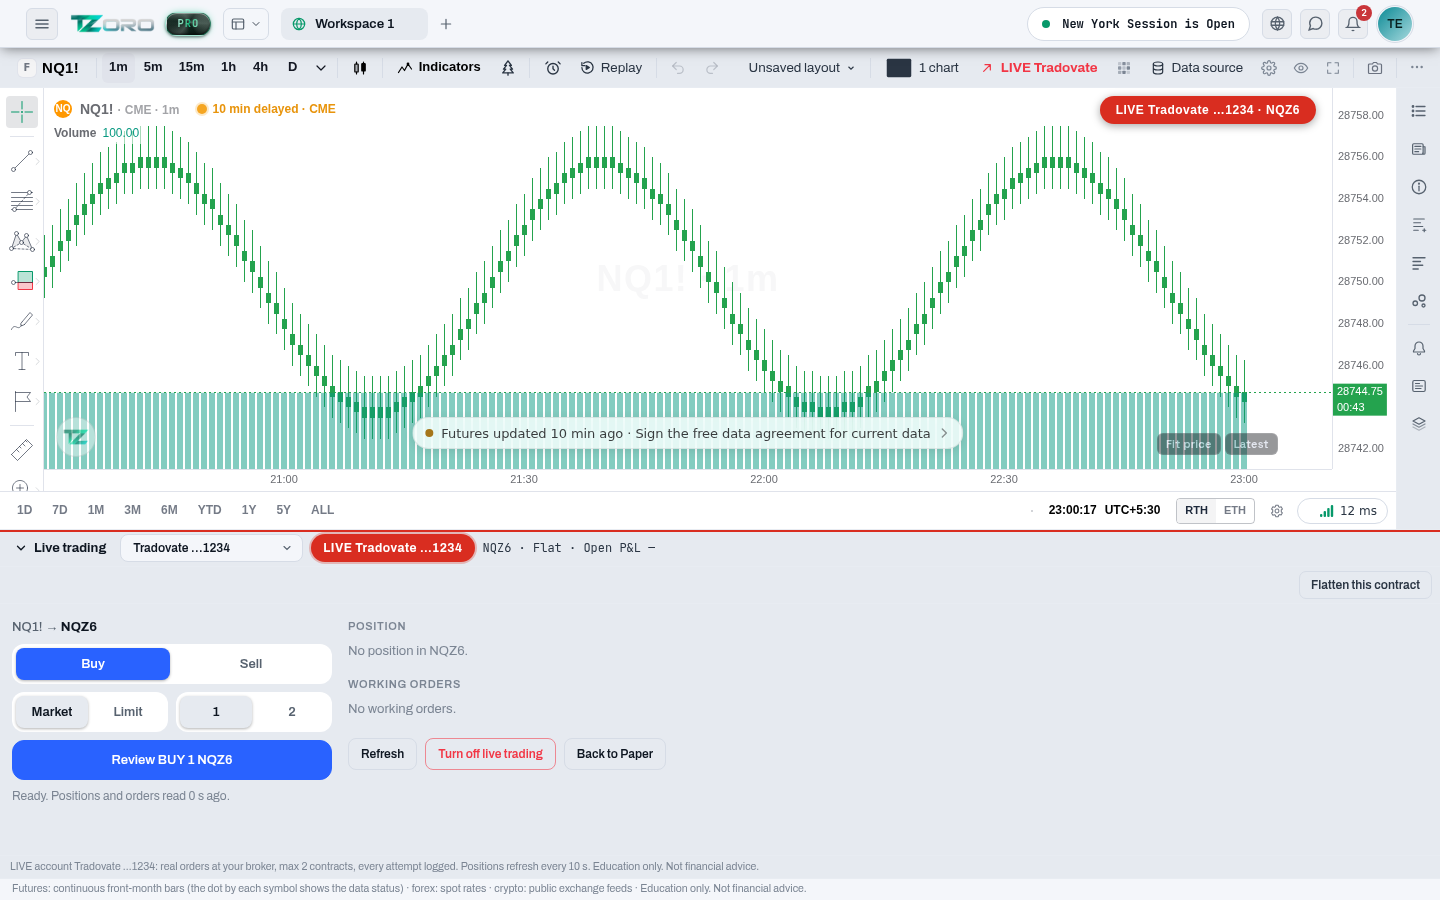 TZORO PRO Workspace 1 New York Session is Open 2 TE
F NQ1! 1m 5m 15m 1h 4h D Indicators Replay Unsaved layout 1 chart LIVE Tradovate Data source
NQ NQ1! · CME · 1m 10 min delayed · CME
LIVE Tradovate ...1234 · NQZ6
Volume 100.00
28758.00
28756.00
28754.00
28752.00
28750.00
28748.00
28746.00
28744.75
00:43
28742.00
NQ1! 1m
TZ
Futures updated 10 min ago · Sign the free data agreement for current data
Fit price Latest
21:00 21:30 22:00 22:30 23:00
1D 7D 1M 3M 6M YTD 1Y 5Y ALL 23:00:17 UTC+5:30 RTH ETH 12 ms
Live trading Tradovate ...1234 LIVE Tradovate ...1234 NQZ6 · Flat · Open P&L —
Flatten this contract
NQ1! → NQZ6
Buy Sell
Market Limit 1 2
Review BUY 1 NQZ6
Ready. Positions and orders read 0 s ago.
POSITION
No position in NQZ6.
WORKING ORDERS
No working orders.
Refresh Turn off live trading Back to Paper
LIVE account Tradovate ...1234: real orders at your broker, max 2 contracts, every attempt logged. Positions refresh every 10 s. Education only. Not financial advice.
Futures: continuous front-month bars (the dot by each symbol shows the data status) · forex: spot rates · crypto: public exchange feeds · Education only. Not financial advice.